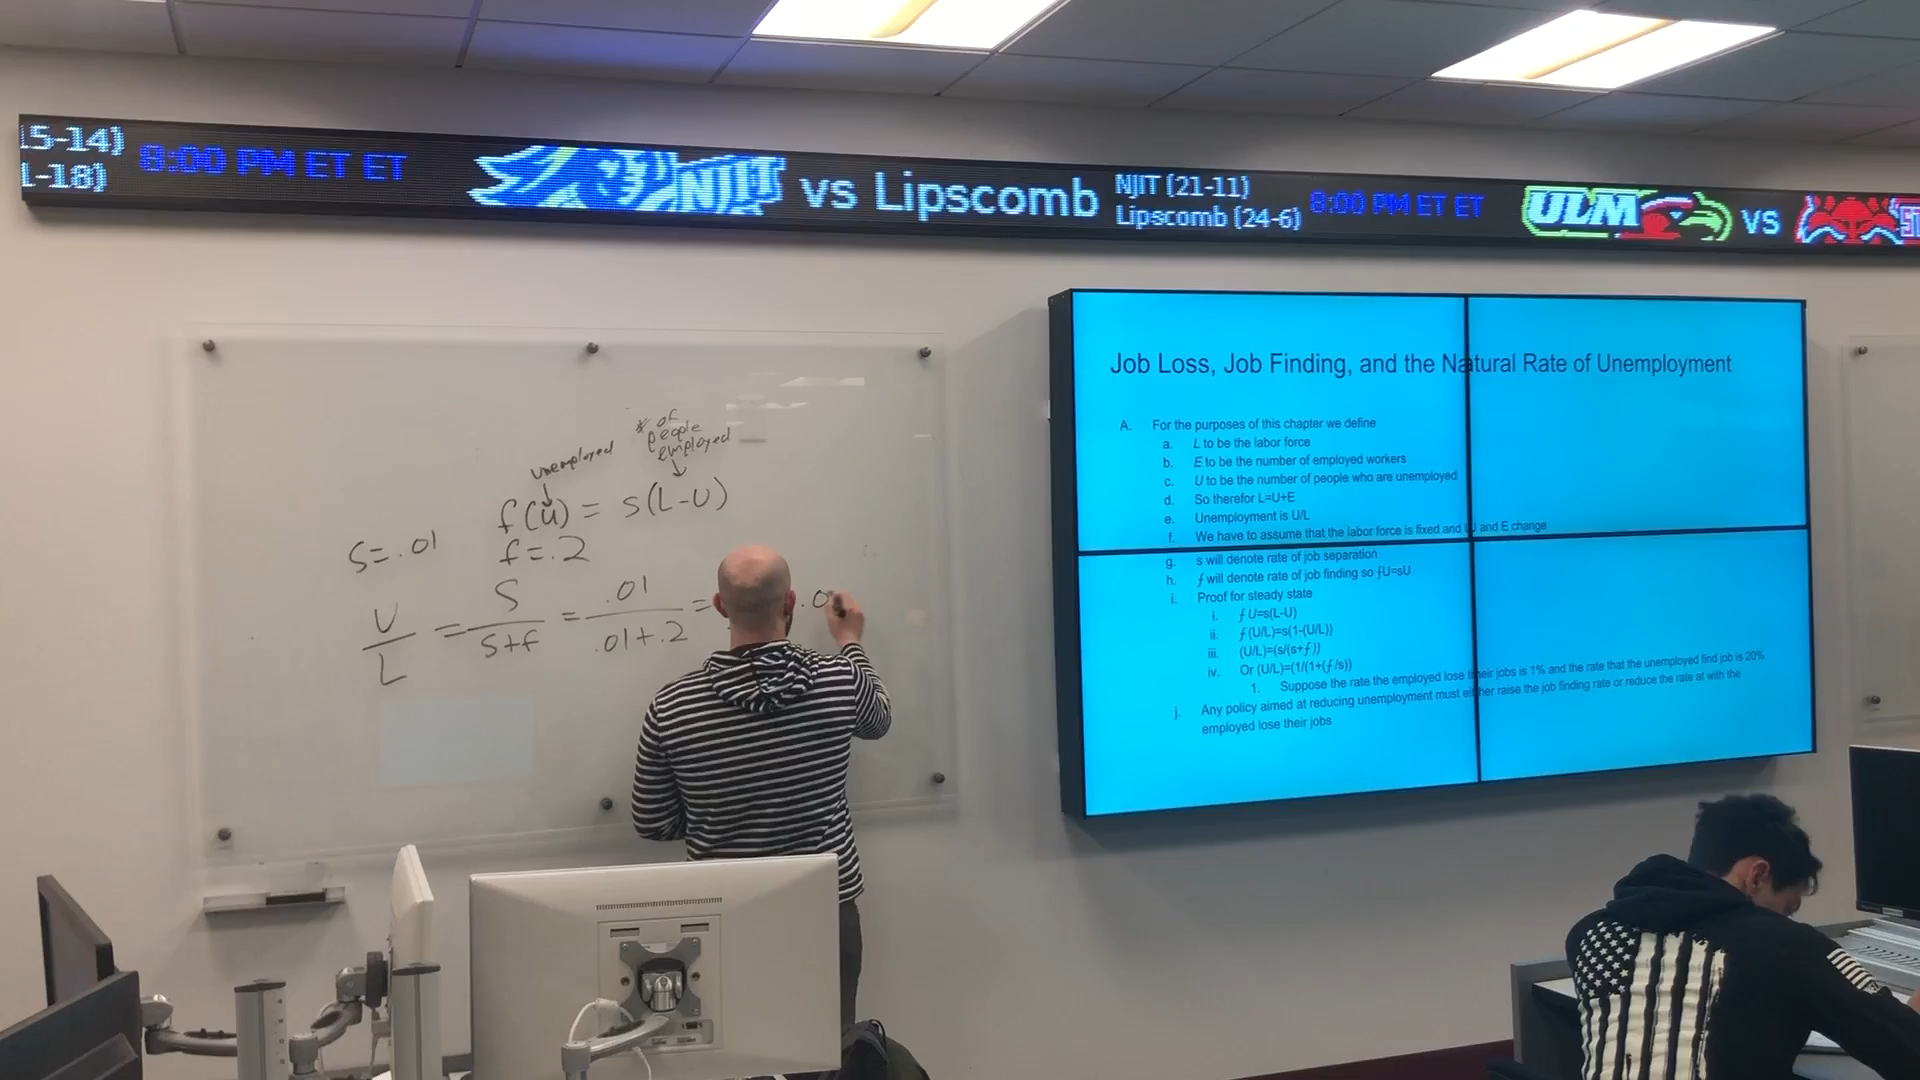 5-14)
1-18)
8:00 PM ET ET
NJIT vs Lipscomb
NJIT (21-11)
Lipscomb (24-6)
8:00 PM ET ET
ULM vs
unemployed
# of
people
employed
f(U) = s(L-U)
S=.01
f=.2
U/L = S/S+f = .01/.01+.2 =
.0
Job Loss, Job Finding, and the Natural Rate of Unemployment
A. For the purposes of this chapter we define
a. L to be the labor force
b. E to be the number of employed workers
c. U to be the number of people who are unemployed
d. So therefor L=U+E
e. Unemployment is U/L
f. We have to assume that the labor force is fixed and U and E change
g. s will denote rate of job separation
h. ƒ will denote rate of job finding so ƒU=sU
i. Proof for steady state
i. ƒ U=s(L-U)
ii. ƒ (U/L)=s(1-(U/L))
iii. (U/L)=(s/(s+ƒ))
iv. Or (U/L)=(1/(1+(ƒ/s))
1. Suppose the rate the employed lose their jobs is 1% and the rate that the unemployed find job is 20%
j. Any policy aimed at reducing unemployment must either raise the job finding rate or reduce the rate at with the
employed lose their jobs